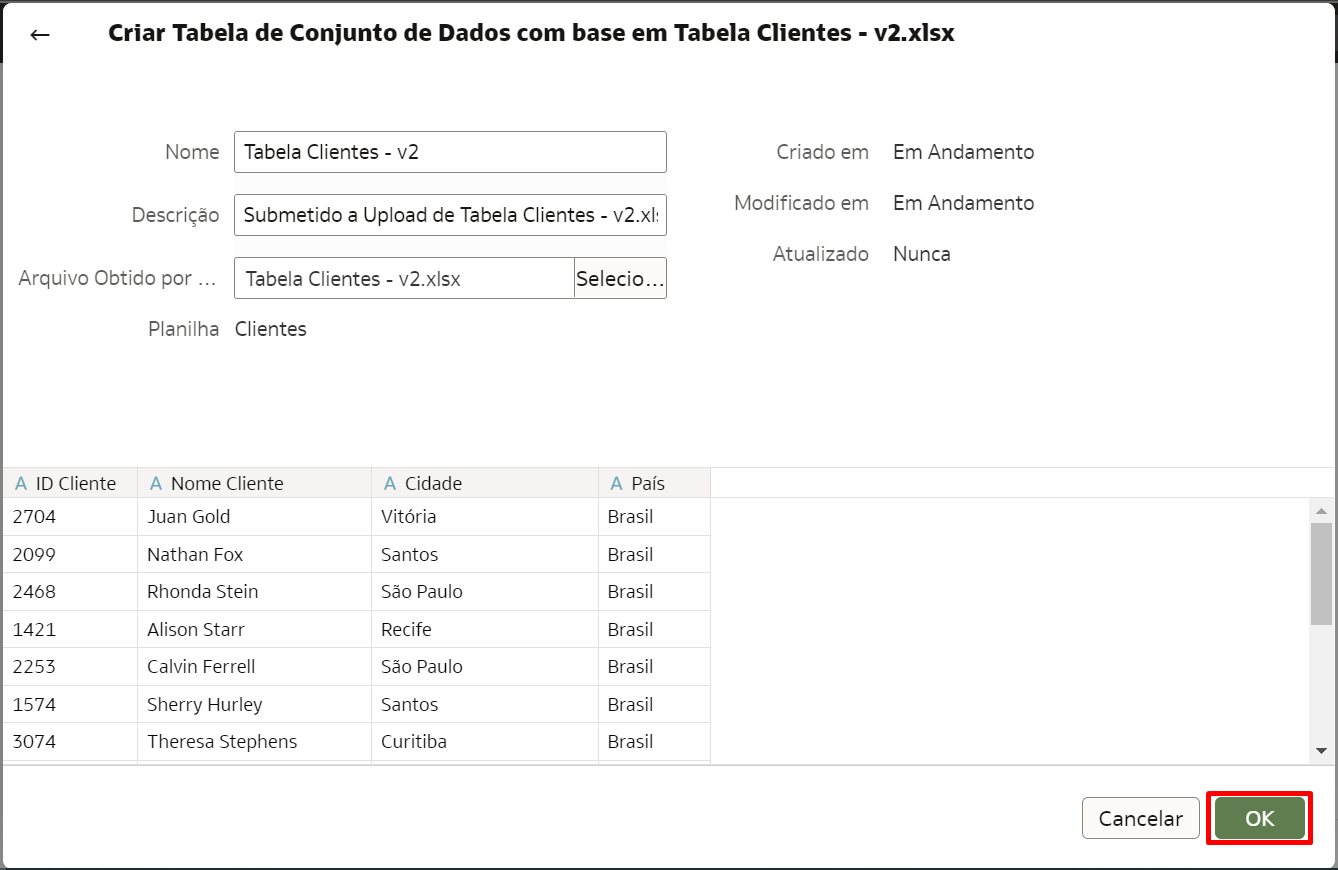 ← Criar Tabela de Conjunto de Dados com base em Tabela Clientes - v2.xlsx
Nome Tabela Clientes - v2
Descrição Submetido a Upload de Tabela Clientes - v2.xl
Arquivo Obtido por ... Tabela Clientes - v2.xlsx Selecio...
Planilha Clientes
Criado em Em Andamento
Modificado em Em Andamento
Atualizado Nunca
A ID Cliente A Nome Cliente A Cidade A País
2704 Juan Gold Vitória Brasil
2099 Nathan Fox Santos Brasil
2468 Rhonda Stein São Paulo Brasil
1421 Alison Starr Recife Brasil
2253 Calvin Ferrell São Paulo Brasil
1574 Sherry Hurley Santos Brasil
3074 Theresa Stephens Curitiba Brasil
Cancelar OK